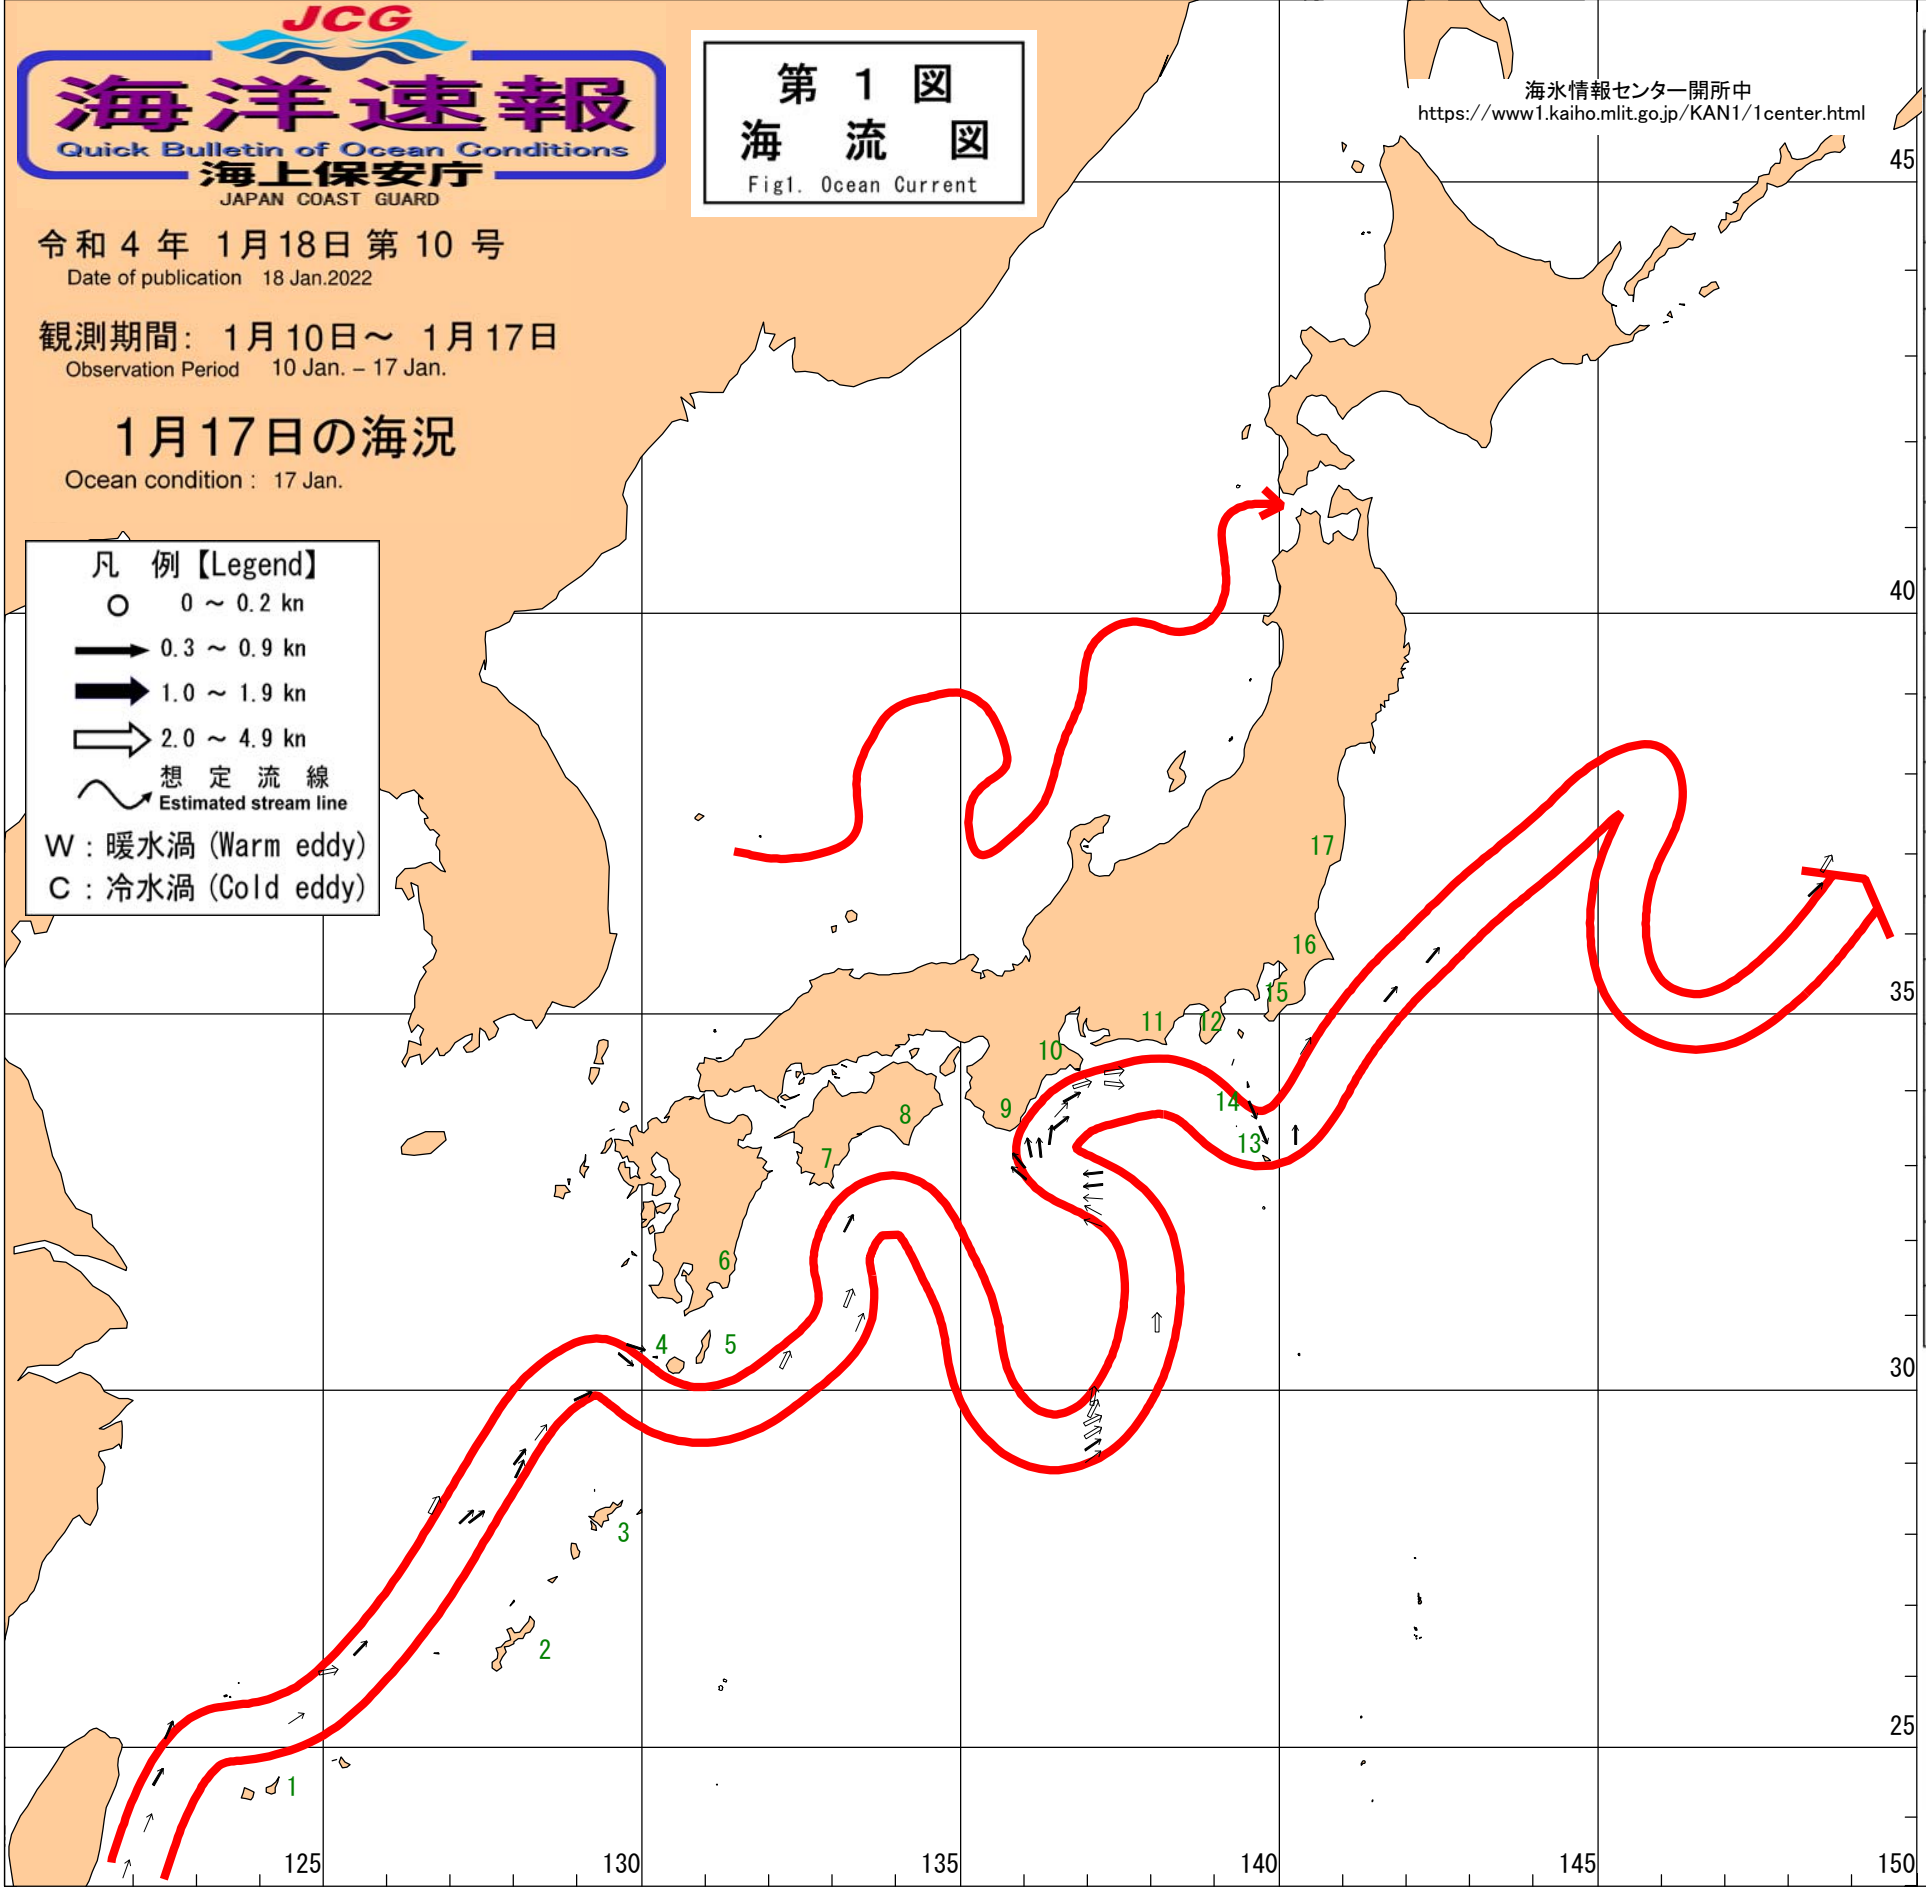 JCG
海洋速報
Quick Bulletin of Ocean Conditions
海上保安庁
JAPAN COAST GUARD
令和 4 年 1月18日 第 10 号
Date of publication 18 Jan.2022
観測期間: 1月10日～ 1月17日
Observation Period 10 Jan. – 17 Jan.
1月17日の海況
Ocean condition : 17 Jan.
第 1 図
海 流 図
Fig1. Ocean Current
海氷情報センター開所中
https://www1.kaiho.mlit.go.jp/KAN1/1center.html
凡 例【Legend】
0 ～ 0.2 kn
0.3 ～ 0.9 kn
1.0 ～ 1.9 kn
2.0 ～ 4.9 kn
想 定 流 線
Estimated stream line
W : 暖水渦 (Warm eddy)
C : 冷水渦 (Cold eddy)
45
40
17
16
35
15
11
12
10
14
9
8
13
7
6
4
5
30
3
2
25
1
125
130
135
140
145
150